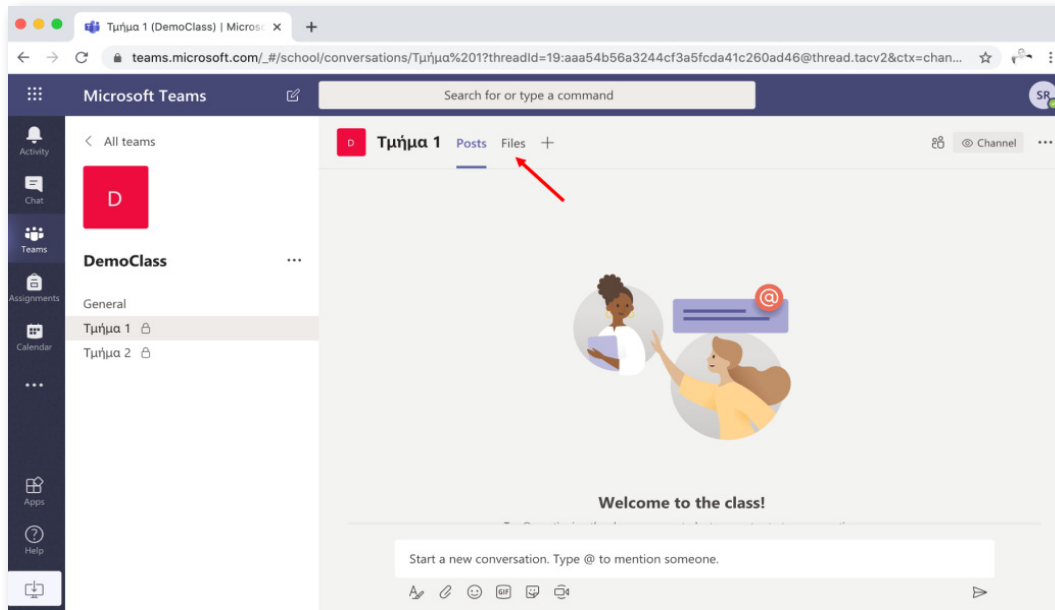 Τμήμα 1 (DemoClass) | Micros
teams.microsoft.com/_#/school/conversations/Τμήμα%201?threadId=19:aaa54b56a3244cf3a5fcda41c260ad46@thread.tacv2&ctx=chan...
Microsoft Teams
Search for or type a command
SR
Activity
Chat
Teams
Assignments
Calendar
Apps
Help
All teams
D
DemoClass
General
Τμήμα 1
Τμήμα 2
D Τμήμα 1 Posts Files +
Channel
@
Welcome to the class!
Start a new conversation. Type @ to mention someone.
GIF